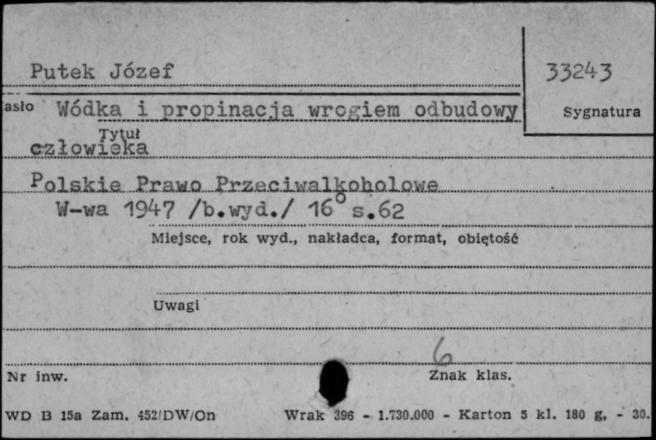 Putek Józef
33243
asło Wódka i propinacja wrogiem odbudowy
Sygnatura
Tytuł
człowieka
Polskie Prawo Przeciwalkoholowe
W-wa 1947 /b.wyd./ 16° s.62
Miejsce, rok wyd., nakładca, format, objętość
Uwagi
6
Nr inw.
Znak klas.
WD B 15a Zam. 452/DW/On Wrak 396 - 1.730.000 - Karton 5 kl. 180 g, - 30.